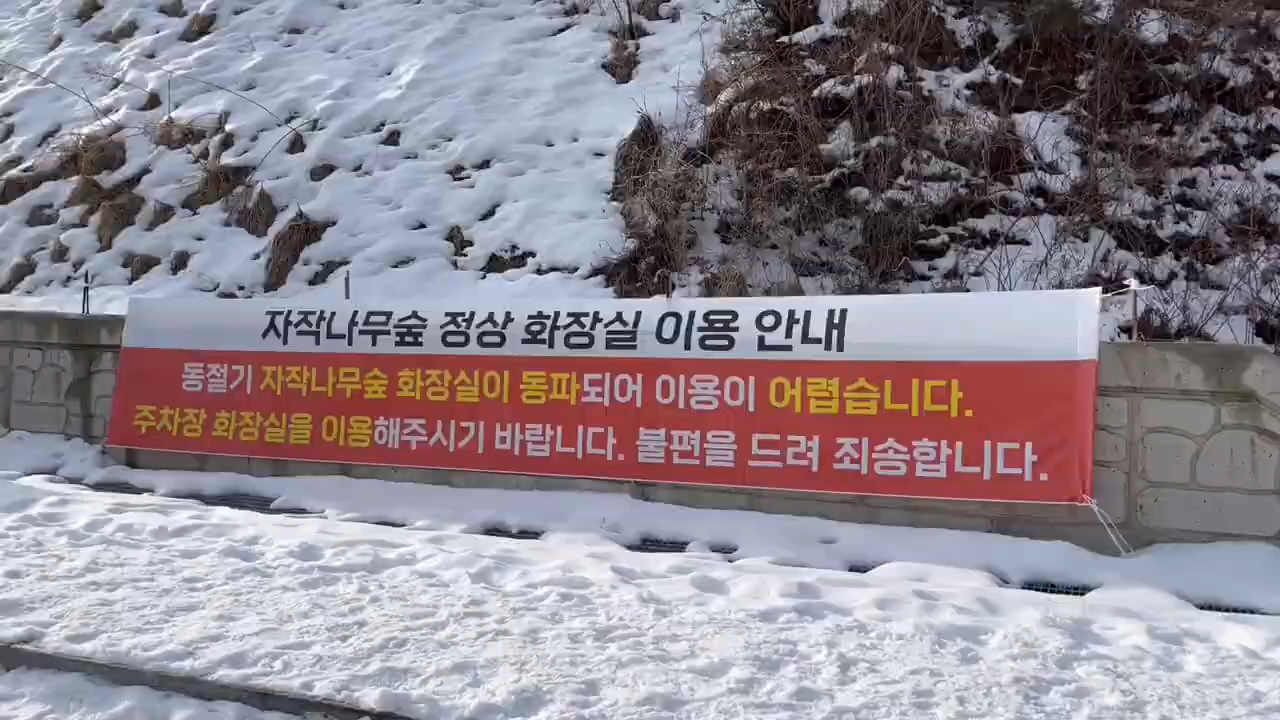 자작나무숲 정상 화장실 이용 안내
동절기 자작나무숲 화장실이 동파되어 이용이 어렵습니다.
주차장 화장실을 이용해주시기 바랍니다. 불편을 드려 죄송합니다.